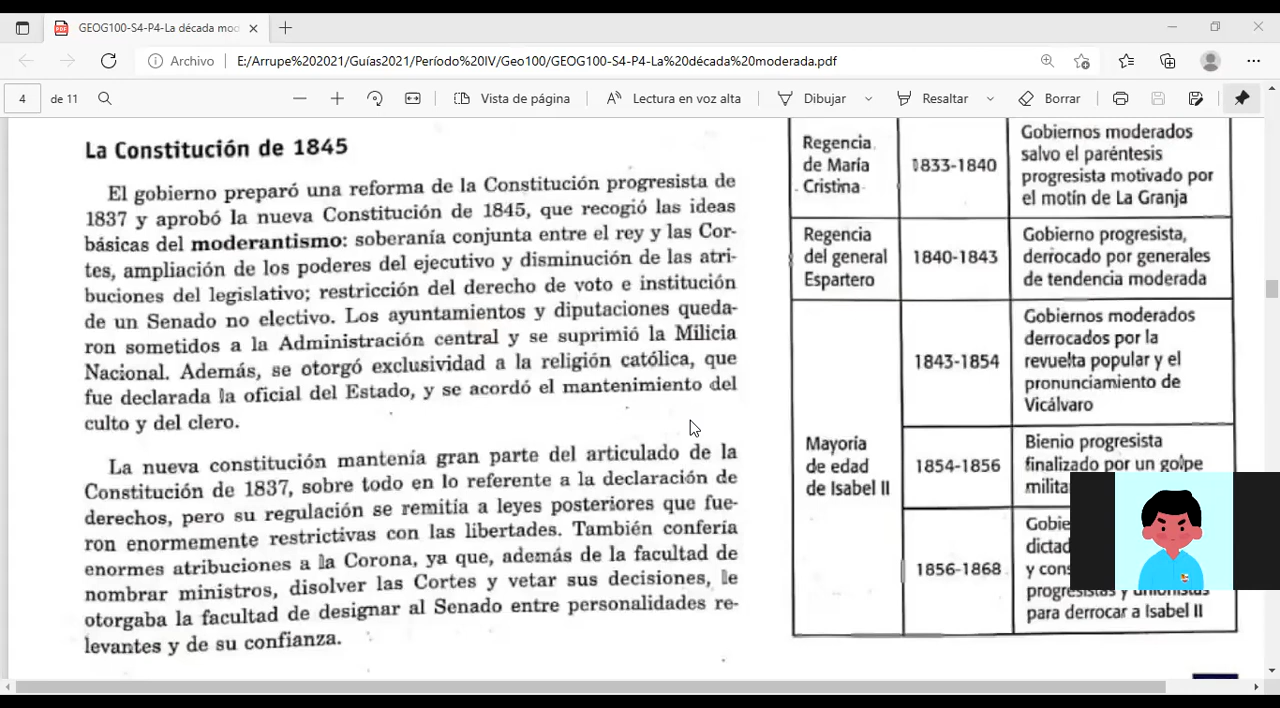 GEOG100-S4-P4-La década mod
Archivo
E:/Arrupe%202021/Guías2021/Período%20IV/Geo100/GEOG100-S4-P4-La%20década%20moderada.pdf
4 de 11
Vista de página
Lectura en voz alta
Dibujar
Resaltar
Borrar
La Constitución de 1845
El gobierno preparó una reforma de la Constitución progresista de
1837 y aprobó la nueva Constitución de 1845, que recogió las ideas
básicas del moderantismo: soberanía conjunta entre el rey y las Cor-
tes, ampliación de los poderes del ejecutivo y disminución de las atri-
buciones del legislativo; restricción del derecho de voto e institución
de un Senado no electivo. Los ayuntamientos y diputaciones queda-
ron sometidos a la Administración central y se suprimió la Milicia
Nacional. Además, se otorgó exclusividad a la religión católica, que
fue declarada la oficial del Estado, y se acordó el mantenimiento del
culto y del clero.
La nueva constitución mantenía gran parte del articulado de la
Constitución de 1837, sobre todo en lo referente a la declaración de
derechos, pero su regulación se remitía a leyes posteriores que fue-
ron enormemente restrictivas con las libertades. También confería
enormes atribuciones a la Corona, ya que, además de la facultad de
nombrar ministros, disolver las Cortes y vetar sus decisiones, le
otorgaba la facultad de designar al Senado entre personalidades re-
levantes y de su confianza.
Regencia
de María
Cristina
1833-1840
Gobiernos moderados
salvo el paréntesis
progresista motivado por
el motín de La Granja
Regencia
del general
Espartero
1840-1843
Gobierno progresista,
derrocado por generales
de tendencia moderada
Mayoría
de edad
de Isabel II
1843-1854
Gobiernos moderados
derrocados por la
revuelta popular y el
pronunciamiento de
Vicálvaro
1854-1856
Bienio progresista
finalizado por un golpe
milita
1856-1868
Gobie
dictad
y cons
progresistas y unionistas
para derrocar a Isabel II